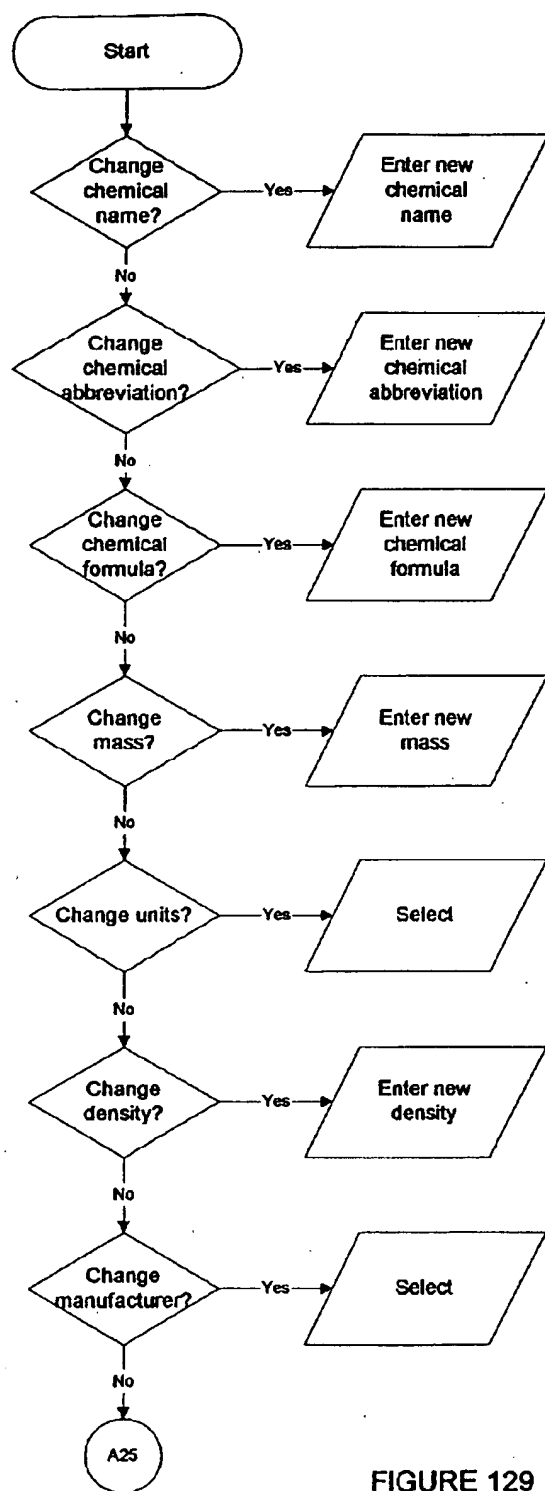 Start
Change
chemical
name?
Yes
Enter new
chemical
name
No
Change
chemical
abbreviation?
Yes
Enter new
chemical
abbreviation
No
Change
chemical
formula?
Yes
Enter new
chemical
formula
No
Change
mass?
Yes
Enter new
mass
No
Change units?
Yes
Select
No
Change
density?
Yes
Enter new
density
No
Change
manufacturer?
Yes
Select
No
A25
FIGURE 129